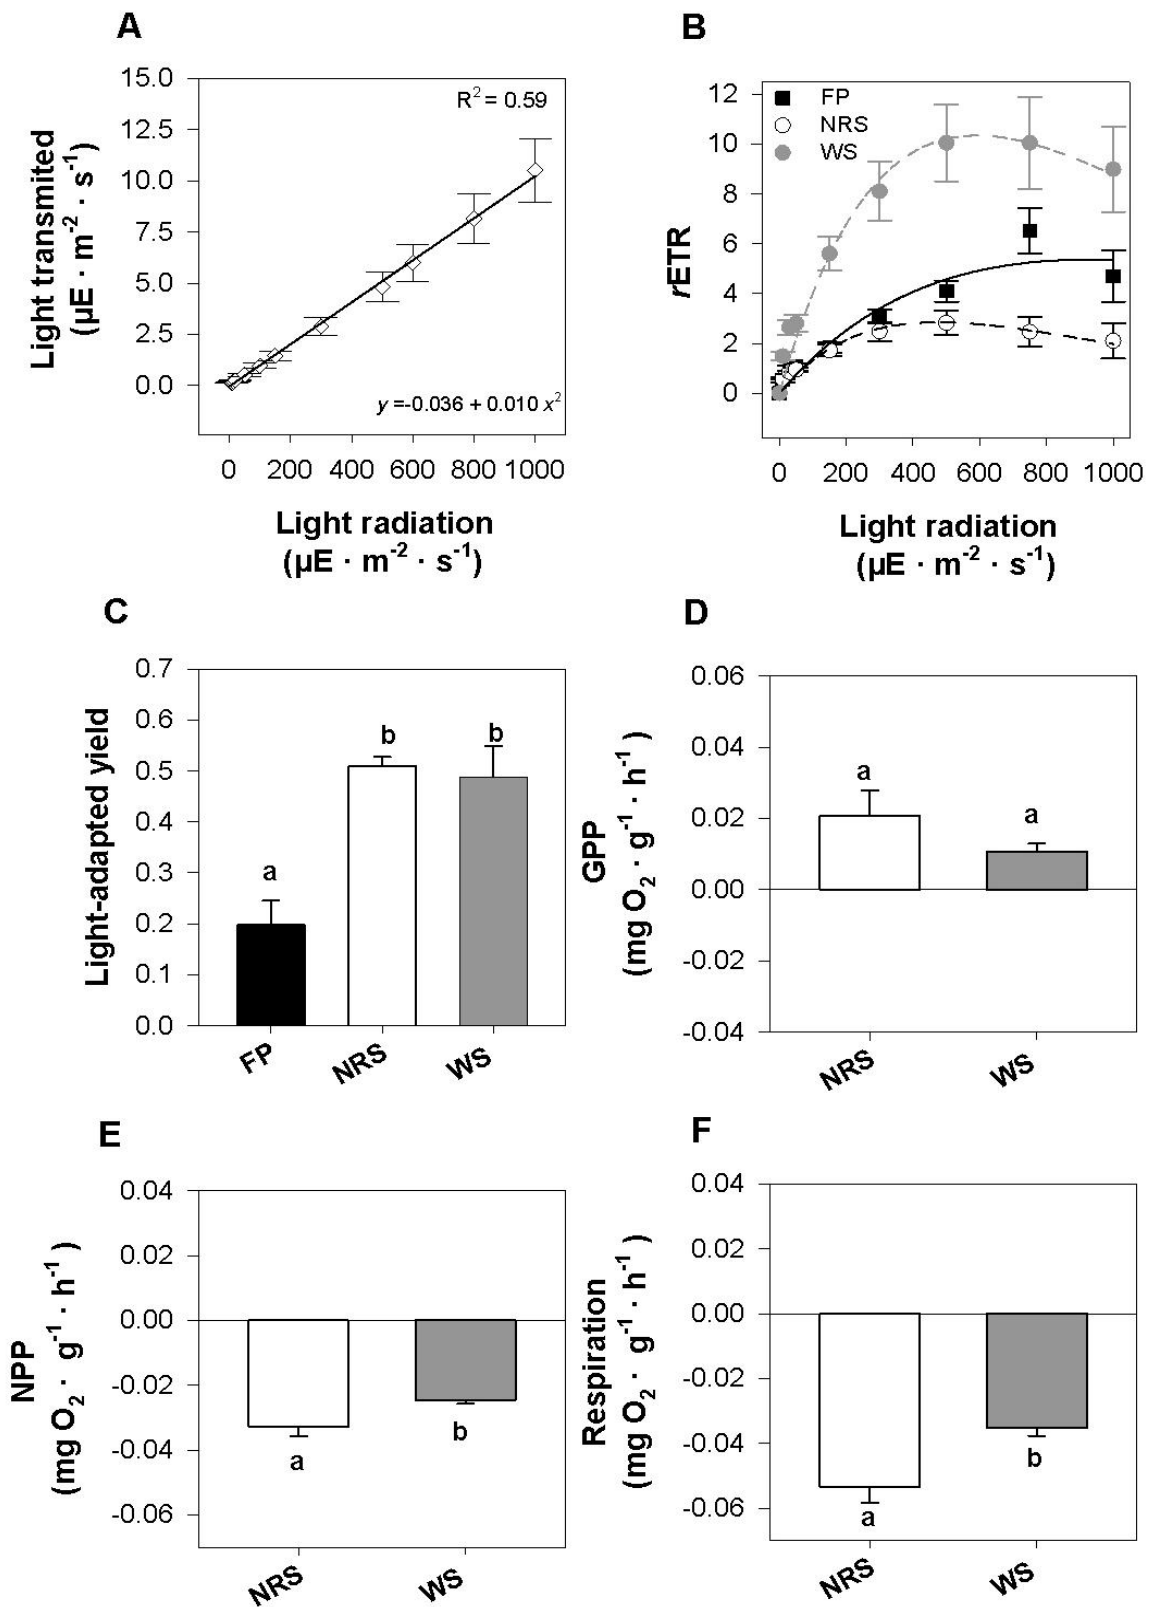 A
15.0
12.5
10.0
7.5
5.0
2.5
0.0
Light transmited
(µE · m-2 · s-1)
R2 = 0.59
y =-0.036 + 0.010 x2
0 200 400 600 800 1000
Light radiation
(µE · m-2 · s-1)
B
12
10
8
6
4
2
0
rETR
FP
NRS
WS
0 200 400 600 800 1000
Light radiation
(µE · m-2 · s-1)
C
0.7
0.6
0.5
0.4
0.3
0.2
0.1
0.0
Light-adapted yield
a
b
b
FP NRS WS
D
0.06
0.04
0.02
0.00
-0.02
-0.04
GPP
(mg O2 · g-1 · h-1 )
a
a
NRS WS
E
0.04
0.02
0.00
-0.02
-0.04
-0.06
NPP
(mg O2 · g-1 · h-1 )
a
b
NRS WS
F
0.04
0.02
0.00
-0.02
-0.04
-0.06
Respiration
(mg O2 · g-1 · h-1 )
a
b
NRS WS